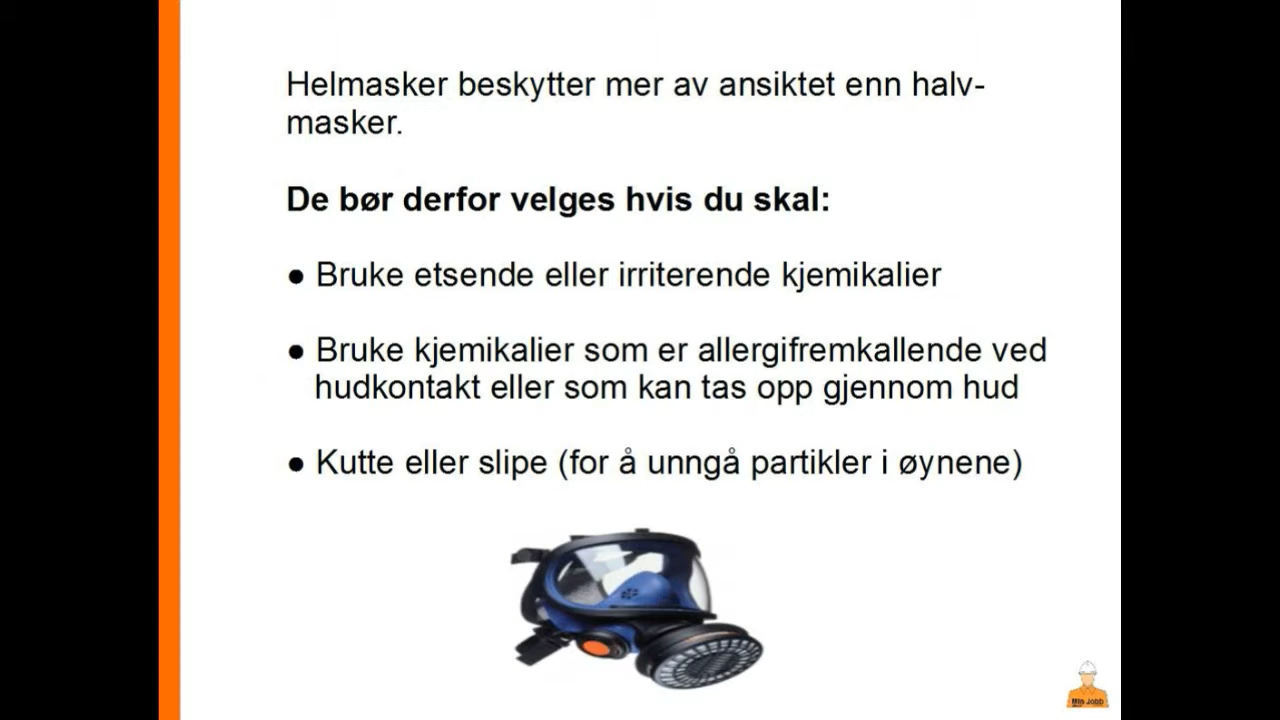 Helmasker beskytter mer av ansiktet enn halv-
masker.
De bør derfor velges hvis du skal:
● Bruke etsende eller irriterende kjemikalier
● Bruke kjemikalier som er allergifremkallende ved
hudkontakt eller som kan tas opp gjennom hud
● Kutte eller slipe (for å unngå partikler i øynene)
Min Jobb